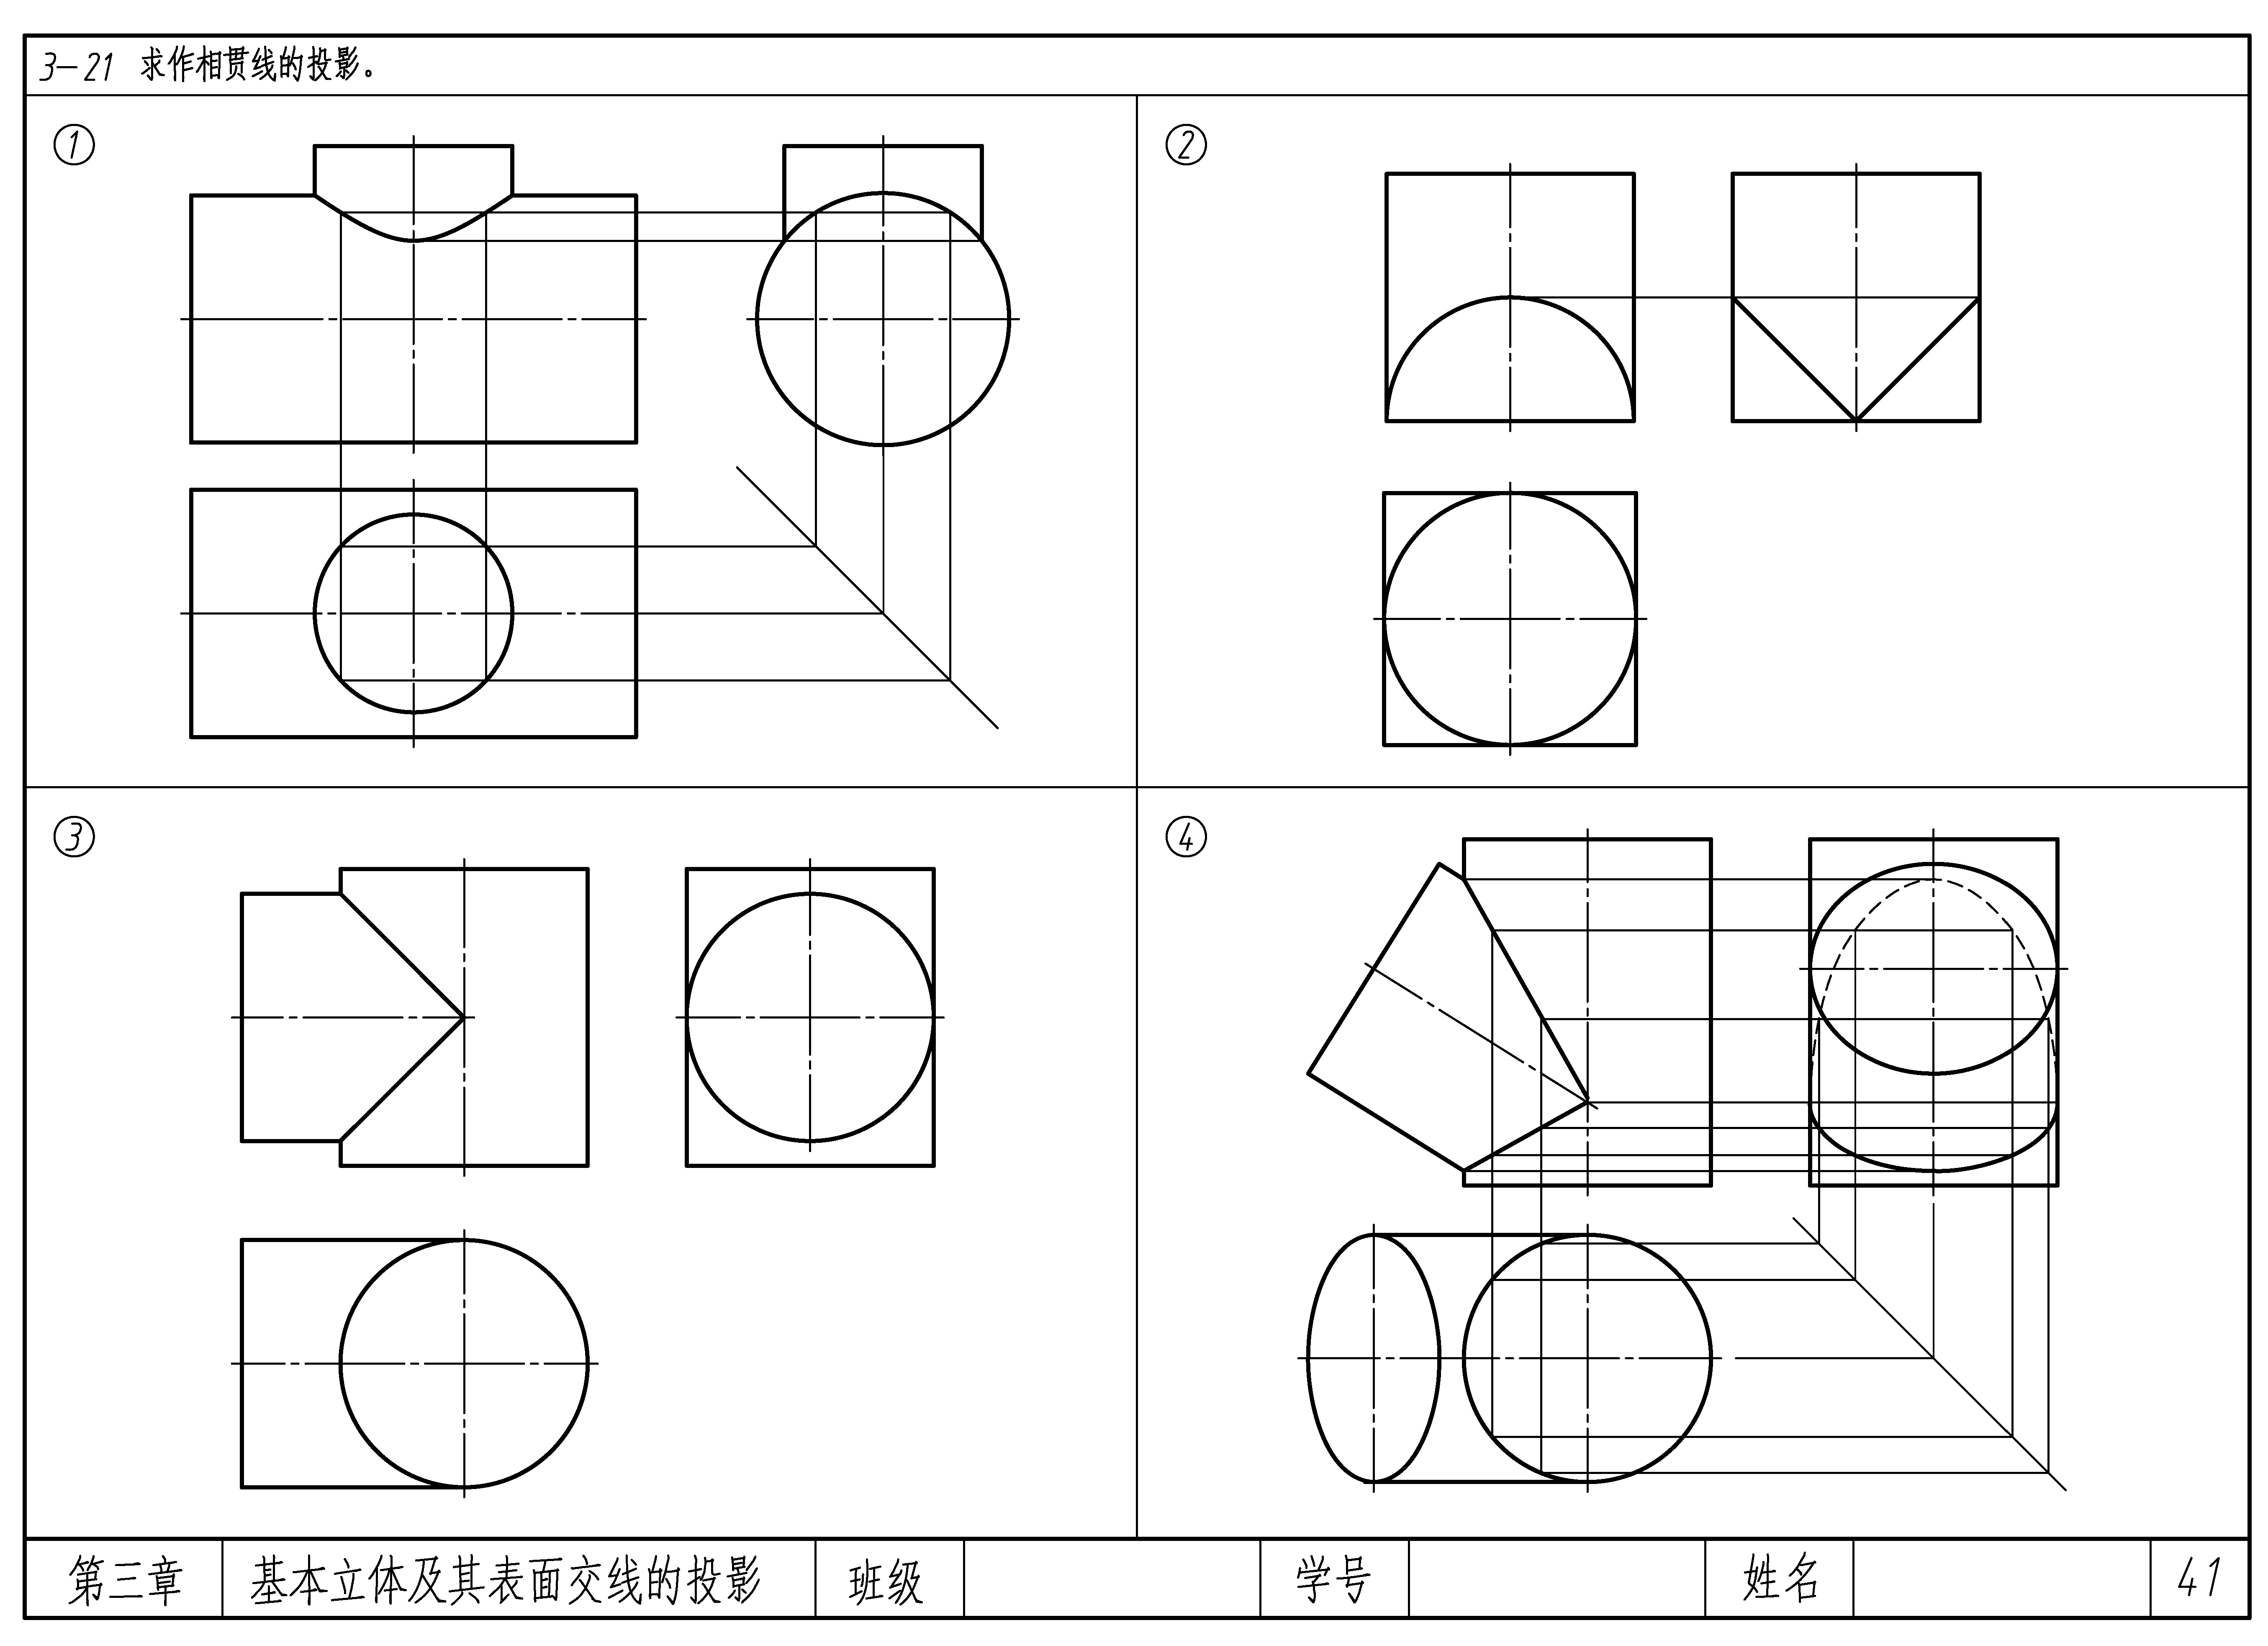 3-21 求作相贯线的投影。
①
②
③
④
第三章 基本立体及其表面交线的投影 班级 学号 姓名 41